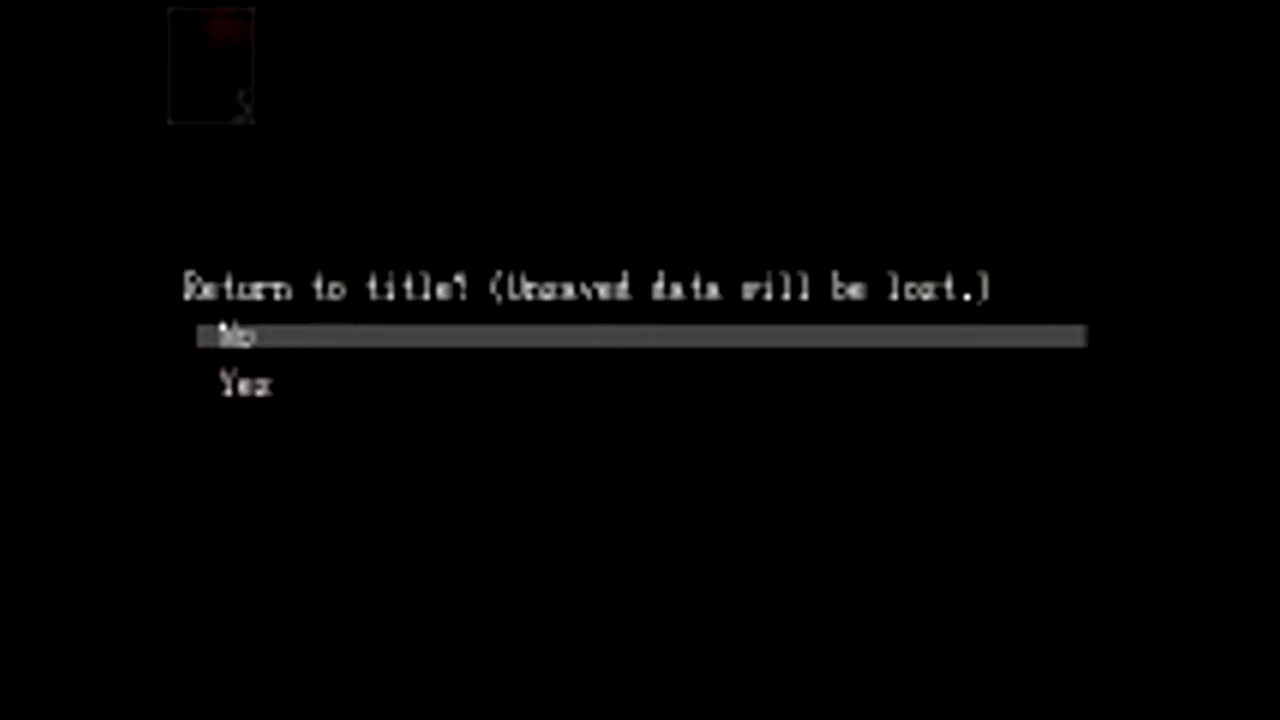 Return to title? (Unsaved data will be lost.)
No
Yes